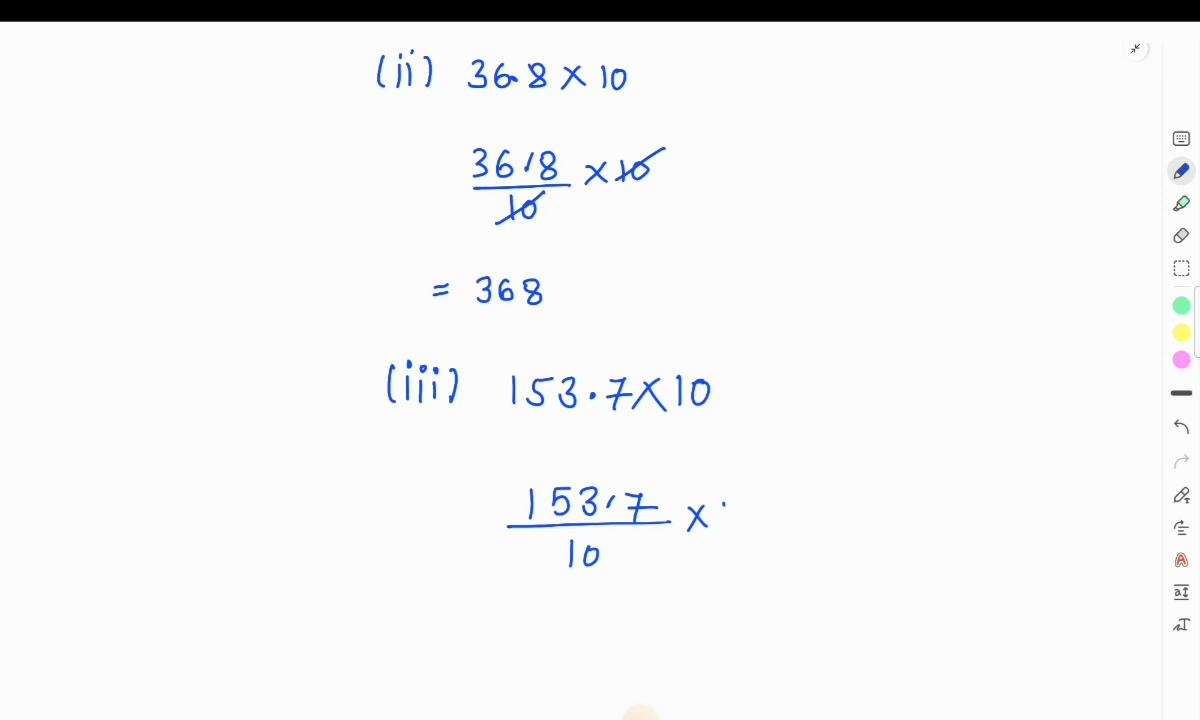 (ii) 36.8 × 10
36.8 × 10
10
= 368
(iii) 153.7 × 10
153.7 ×
10